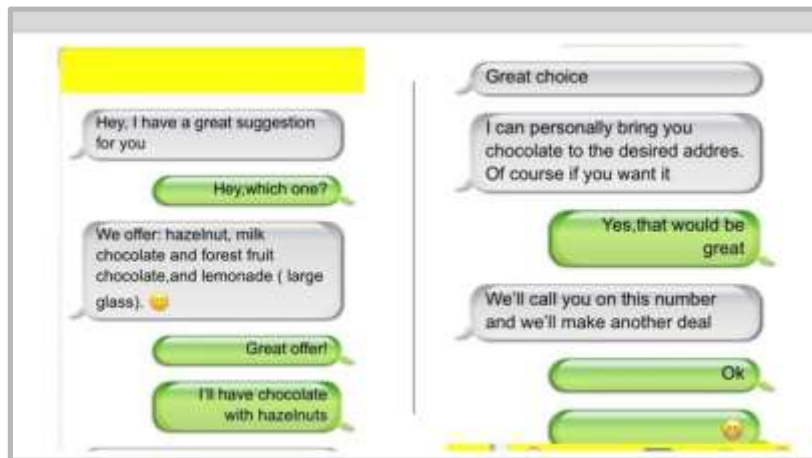 Hey, I have a great suggestion
for you
Hey,which one?
We offer: hazelnut, milk
chocolate and forest fruit
chocolate,and lemonade ( large
glass). 😊
Great offer!
I'll have chocolate
with hazelnuts
Great choice
I can personally bring you
chocolate to the desired addres.
Of course if you want it
Yes,that would be
great
We'll call you on this number
and we'll make another deal
Ok
😊